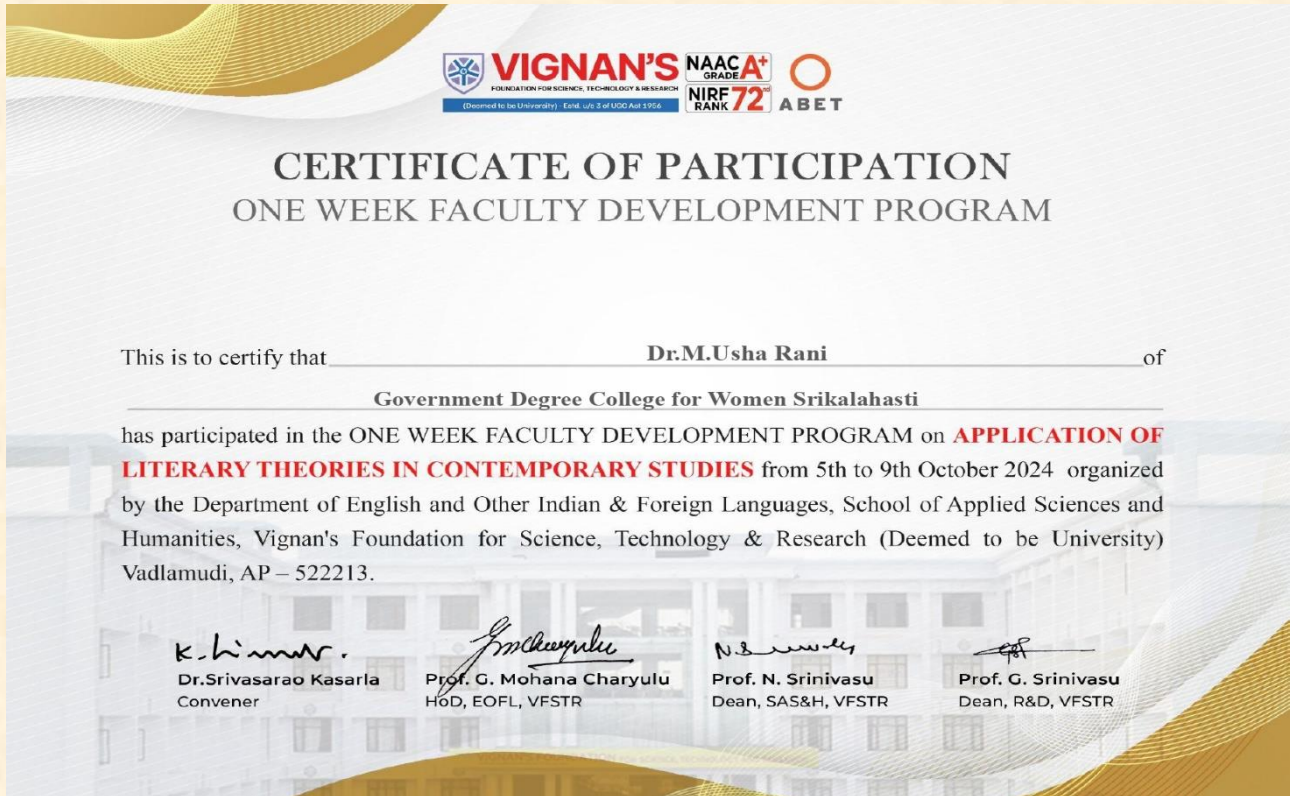 VIGNAN'S
FOUNDATION FOR SCIENCE, TECHNOLOGY & RESEARCH
(Deemed to be University) - Estd. u/s 3 of UGC Act 1956
NAAC GRADE A+
NIRF RANK 72nd
ABET
CERTIFICATE OF PARTICIPATION
ONE WEEK FACULTY DEVELOPMENT PROGRAM
This is to certify that Dr.M.Usha Rani of
Government Degree College for Women Srikalahasti
has participated in the ONE WEEK FACULTY DEVELOPMENT PROGRAM on APPLICATION OF
LITERARY THEORIES IN CONTEMPORARY STUDIES from 5th to 9th October 2024 organized
by the Department of English and Other Indian & Foreign Languages, School of Applied Sciences and
Humanities, Vignan's Foundation for Science, Technology & Research (Deemed to be University)
Vadlamudi, AP – 522213.
Dr.Srivasarao Kasarla
Convener
Prof. G. Mohana Charyulu
HoD, EOFL, VFSTR
Prof. N. Srinivasu
Dean, SAS&H, VFSTR
Prof. G. Srinivasu
Dean, R&D, VFSTR
VIGNAN'S FOUNDATION FOR SCIENCE, TECHNOLOGY